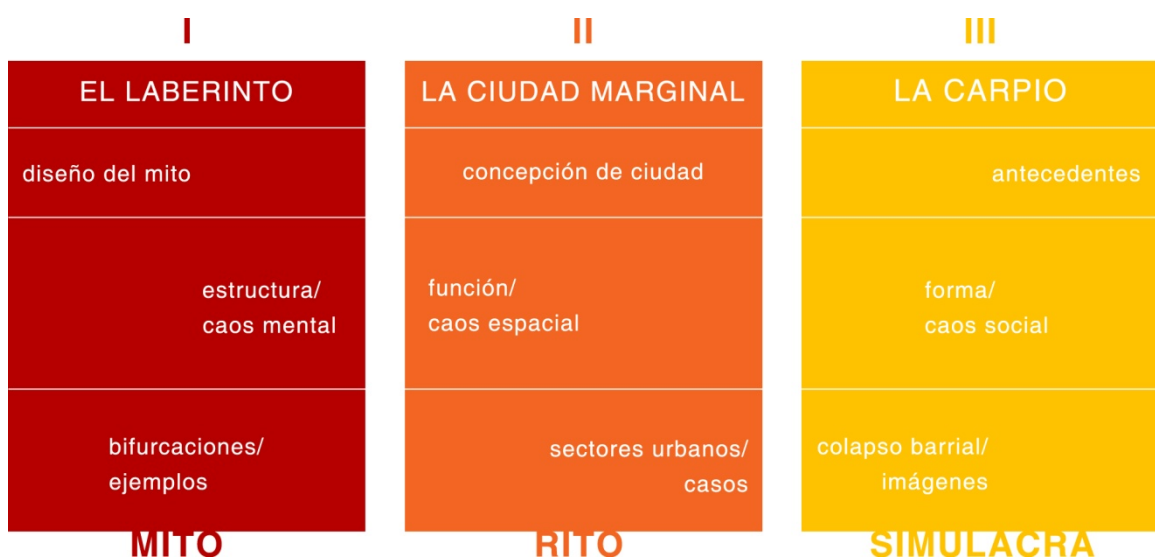 I
EL LABERINTO
diseño del mito
estructura/
caos mental
bifurcaciones/
ejemplos
MITO
II
LA CIUDAD MARGINAL
concepción de ciudad
función/
caos espacial
sectores urbanos/
casos
RITO
III
LA CARPIO
antecedentes
forma/
caos social
colapso barrial/
imágenes
SIMULACRA